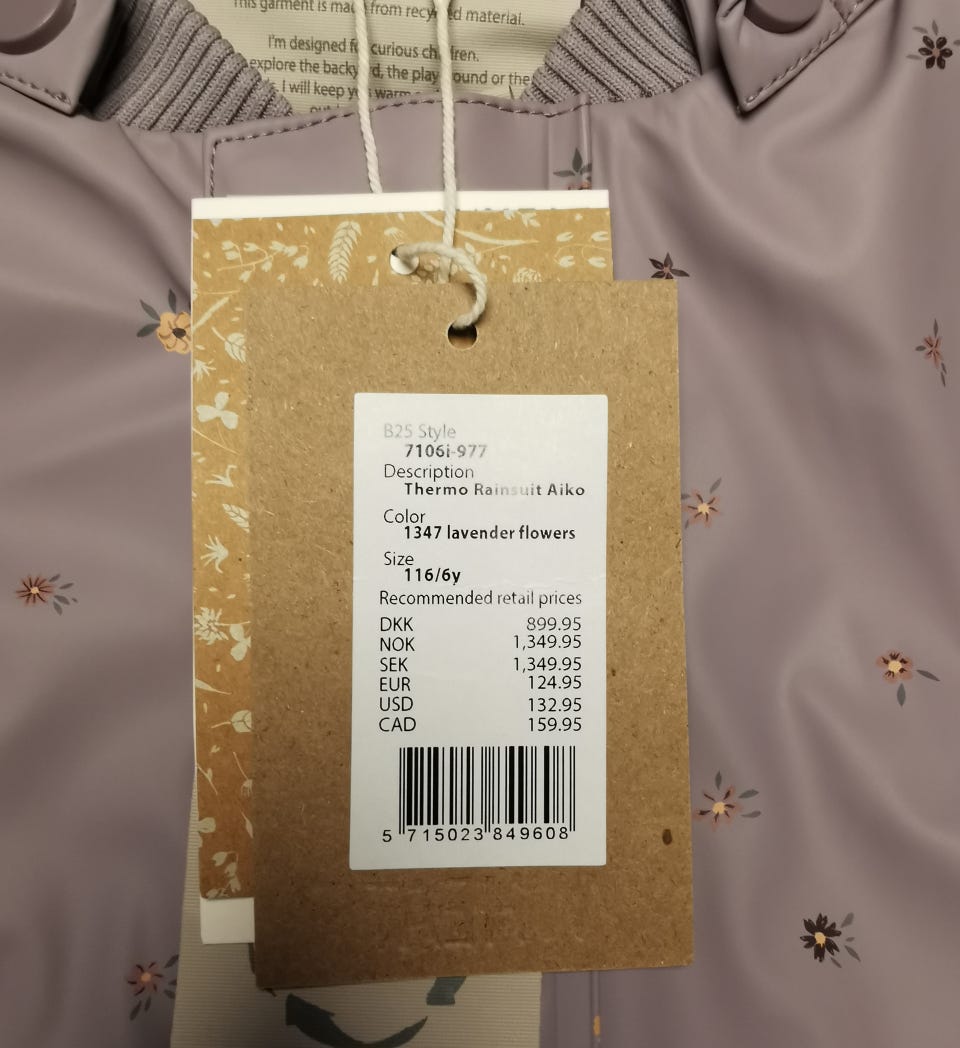 This garment is made from recycled material.
I'm designed for curious children.
explore the backyard, the playground or the
I will keep you warm
B25 Style
7106i-977
Description
Thermo Rainsuit Aiko
Color
1347 lavender flowers
Size
116/6y
Recommended retail prices
DKK 899.95
NOK 1,349.95
SEK 1,349.95
EUR 124.95
USD 132.95
CAD 159.95
5 715023 849608